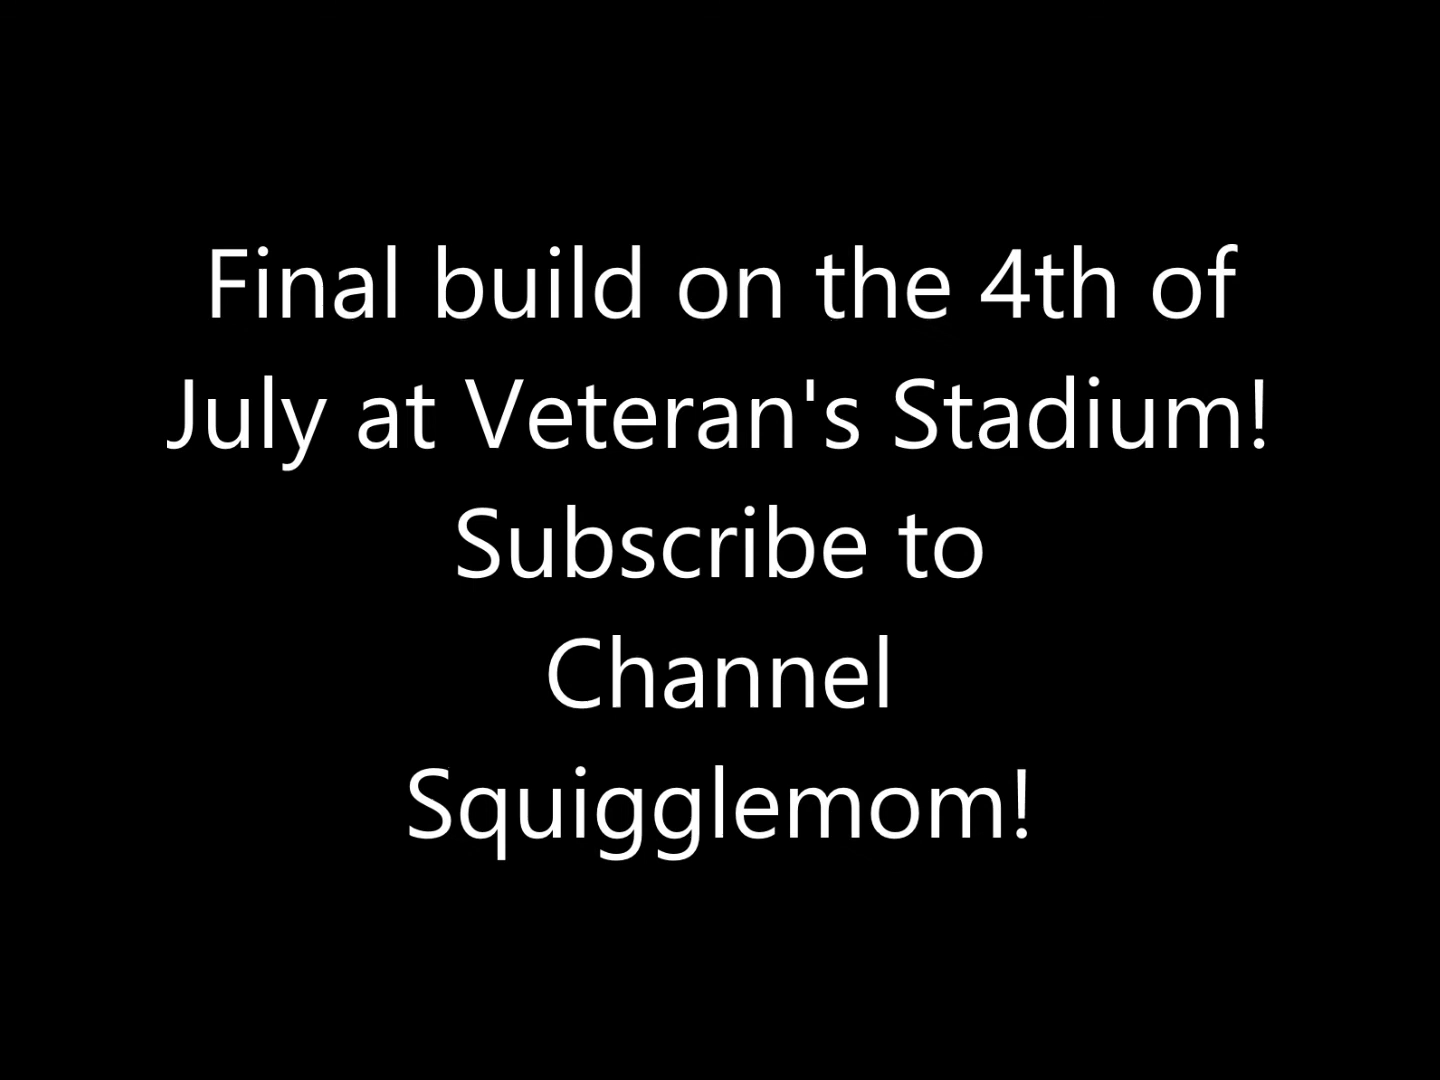 Final build on the 4th of
July at Veteran's Stadium!
Subscribe to
Channel
Squigglemom!